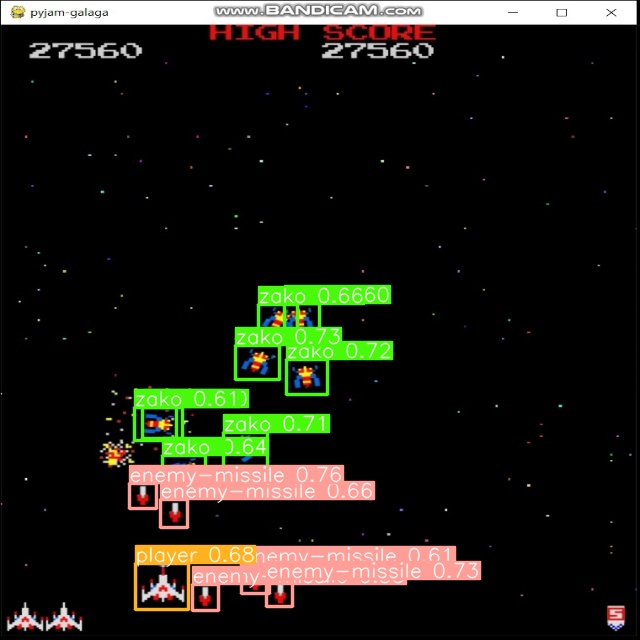 pyjam-galaga
www.BANDICAM.com
HIGH SCORE
27560 27560
zako 0.6660
zako 0.73
zako 0.72
zako 0.61)
zako 0.71
zako 0.64
enemy-missile 0.76
enemy-missile 0.66
player 0.68
nemy-missile 0.61
enemy-
enemy-missile 0.73
S